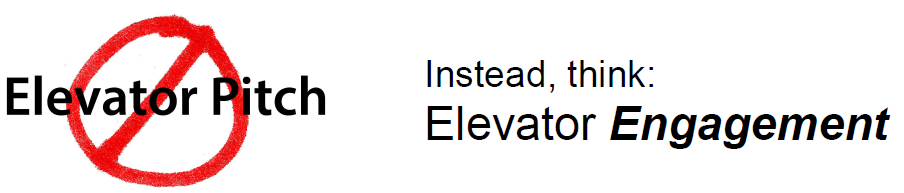 Elevator Pitch
Instead, think:
Elevator Engagement